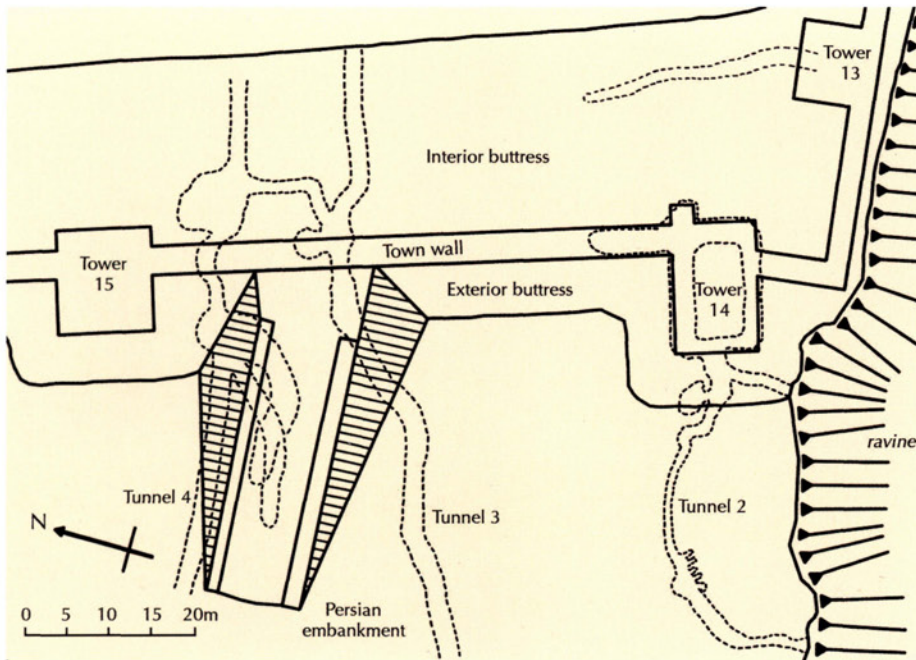 Tower
13
Interior buttress
Town wall
Tower
15
Exterior buttress
Tower
14
ravine
Tunnel 4
Tunnel 3
Tunnel 2
N
0 5 10 15 20m
Persian
embankment